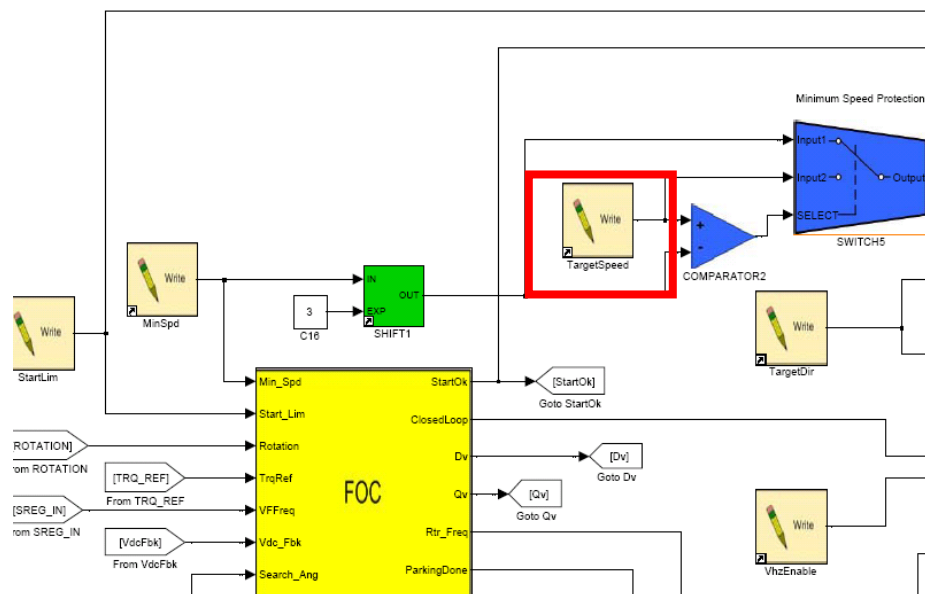 Minimum Speed Protection
Input1
Input2
Output
SELECT
SWITCH5
Write
TargetSpeed
+
-
COMPARATOR2
Write
MinSpd
IN
OUT
EXP
SHIFT1
3
C16
Write
StartLim
Write
TargetDir
Min_Spd
StartOk
[StartOk]
Goto StartOk
Start_Lim
ClosedLoop
ROTATION]
rom ROTATION
Rotation
Dv
[Dv]
Goto Dv
[TRQ_REF]
From TRQ_REF
TrqRef
FOC
Qv
[Qv]
Goto Qv
[SREG_IN]
rom SREG_IN
VFFreq
Write
VhzEnable
[VdcFbk]
From VdcFbk
Vdc_Fbk
Rtr_Freq
Search_Ang
ParkingDone